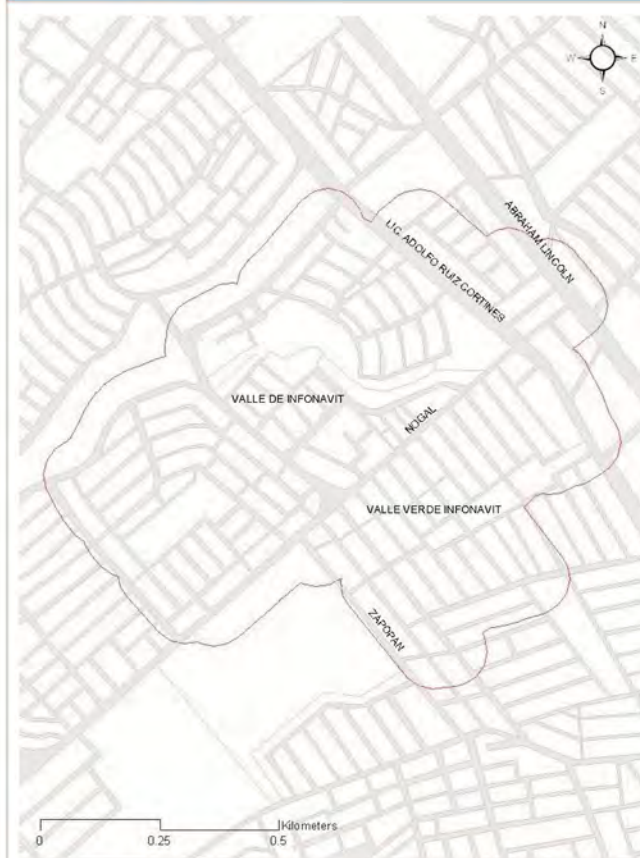 N
W E
S
ABRAHAM LINCOLN
LIC. ADOLFO RUIZ CORTINES
VALLE DE INFONAVIT
NOGAL
VALLE VERDE INFONAVIT
ZAPOPAN
Kilometers
0 0.25 0.5